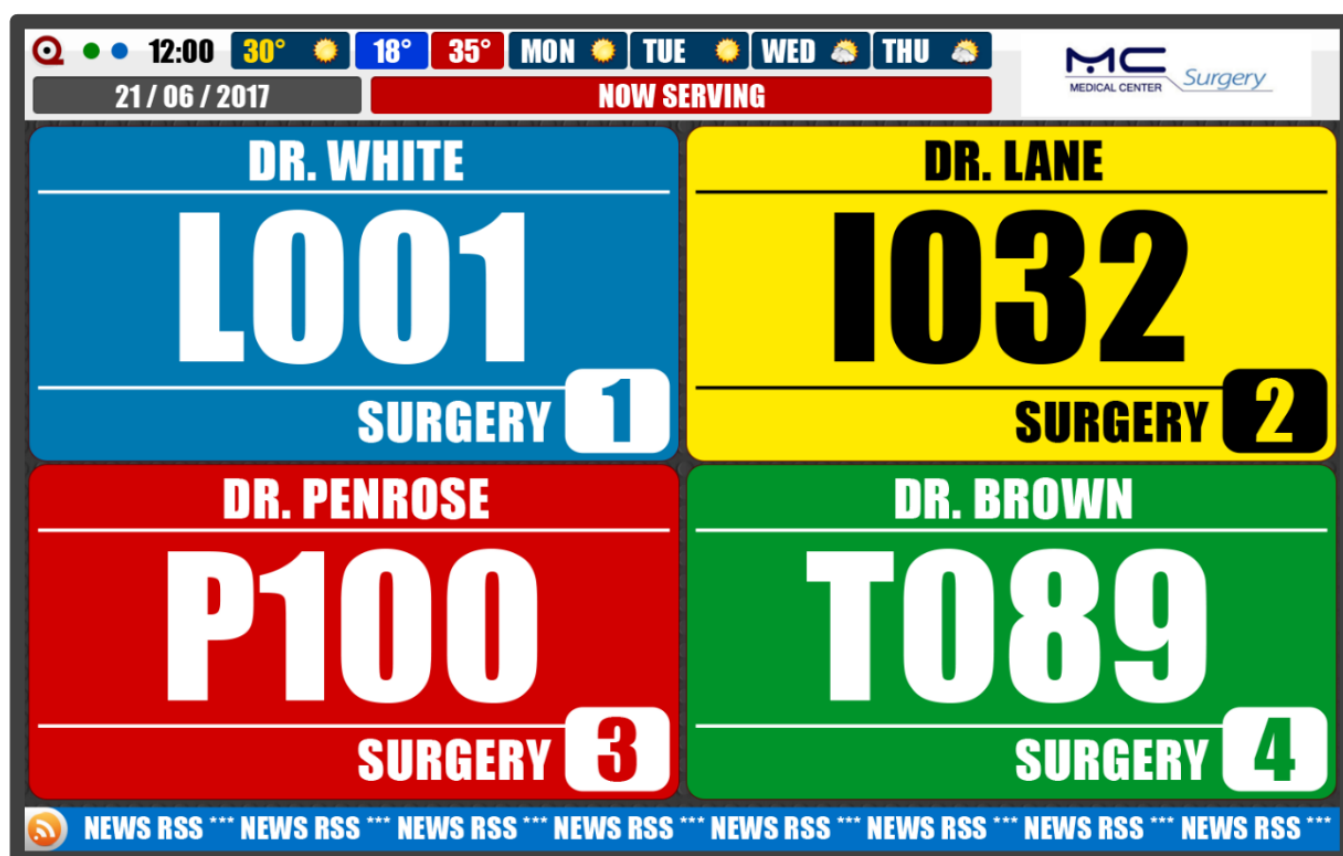 12:00 30° 18° 35° MON TUE WED THU
21 / 06 / 2017 NOW SERVING
MC
MEDICAL CENTER Surgery
DR. WHITE
L001
SURGERY 1
DR. LANE
I032
SURGERY 2
DR. PENROSE
P100
SURGERY 3
DR. BROWN
T089
SURGERY 4
NEWS RSS *** NEWS RSS *** NEWS RSS *** NEWS RSS *** NEWS RSS *** NEWS RSS *** NEWS RSS *** NEWS RSS ***